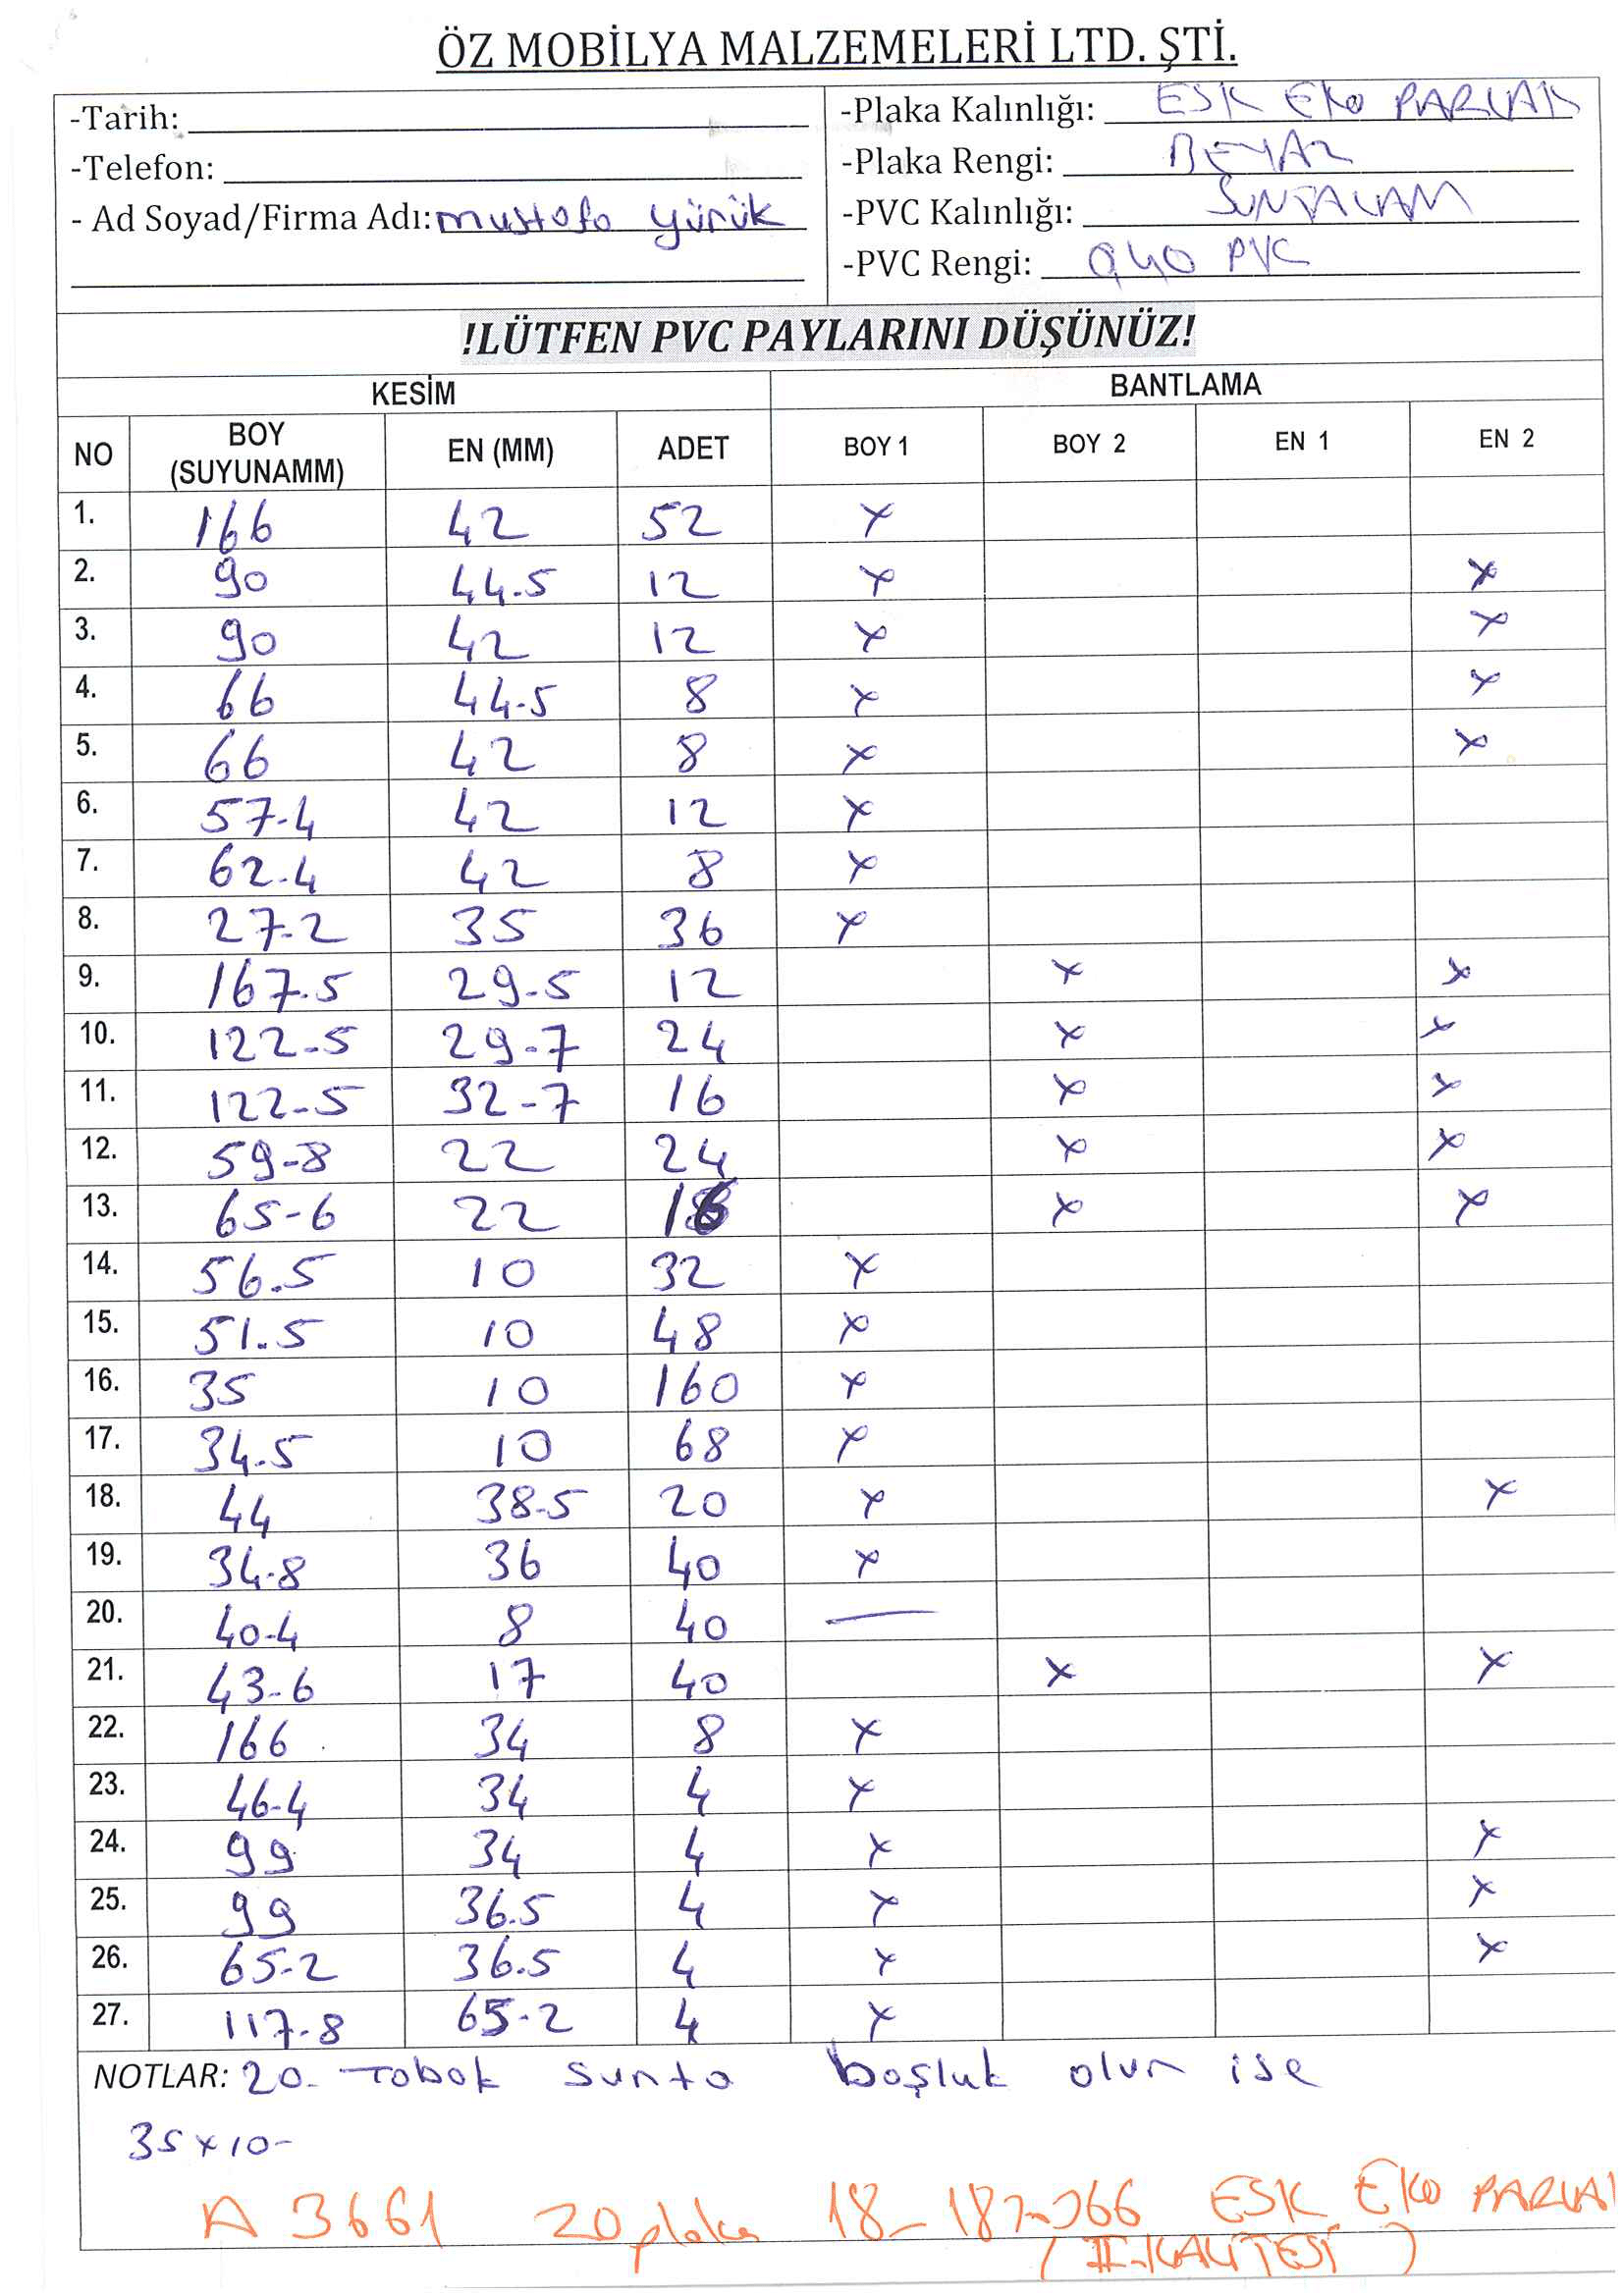 ÖZ MOBİLYA MALZEMELERİ LTD. ŞTİ.
-Tarih:
-Telefon:
- Ad Soyad/Firma Adı: mustafa yürük
-Plaka Kalınlığı: ESK EKO PARLAK
-Plaka Rengi: BEYAZ
-PVC Kalınlığı: SUNTALAM
-PVC Rengi: 0,40 PVC
!LÜTFEN PVC PAYLARINI DÜŞÜNÜZ!
KESİM BANTLAMA
NO BOY (SUYUNAMM) EN (MM) ADET BOY 1 BOY 2 EN 1 EN 2
1. 166 42 52 x
2. 90 44.5 12 x x
3. 90 42 12 x x
4. 66 44.5 8 x x
5. 66 42 8 x x
6. 57-4 42 12 x
7. 62.4 42 8 x
8. 27-2 35 36 x
9. 167.5 29-5 12 x x
10. 122-5 29-7 24 x x
11. 122-5 32-7 16 x x
12. 59-8 22 24 x x
13. 65-6 22 16 x x
14. 56.5 10 32 x
15. 51.5 10 48 x
16. 35 10 160 x
17. 34.5 10 68 x
18. 44 38-5 20 x x
19. 34.8 36 40 x
20. 40-4 8 40 —
21. 43-6 17 40 x x
22. 166 34 8 x
23. 46-4 34 4 x
24. 99 34 4 x x
25. 99 36.5 4 x x
26. 65-2 36.5 4 x x
27. 117-8 65-2 4 x
NOTLAR: 20. Tabak sunta boşluk olur ise
35x10-
A 3661 20 plaka 18-187-366 ESK EKO PARLAK
(II-KALİTESİ)